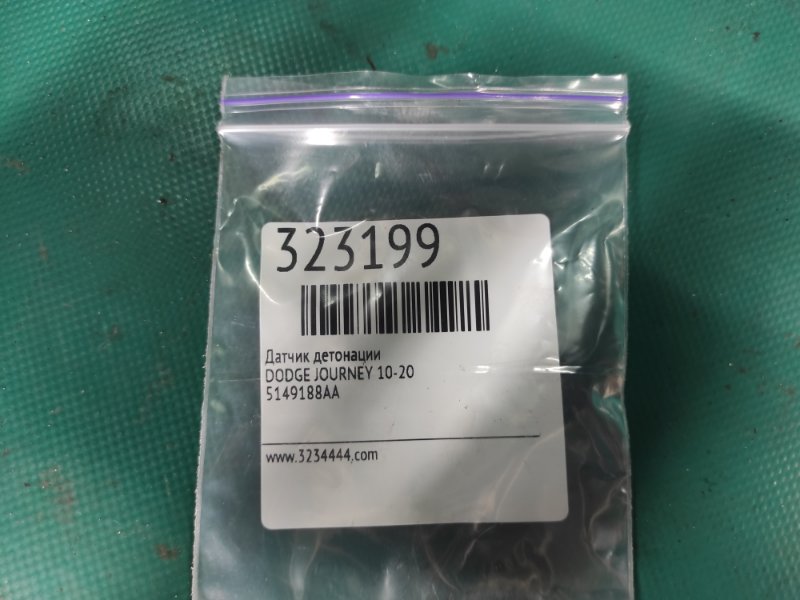 323199
Датчик детонации
DODGE JOURNEY 10-20
5149188AA
www.3234444.com